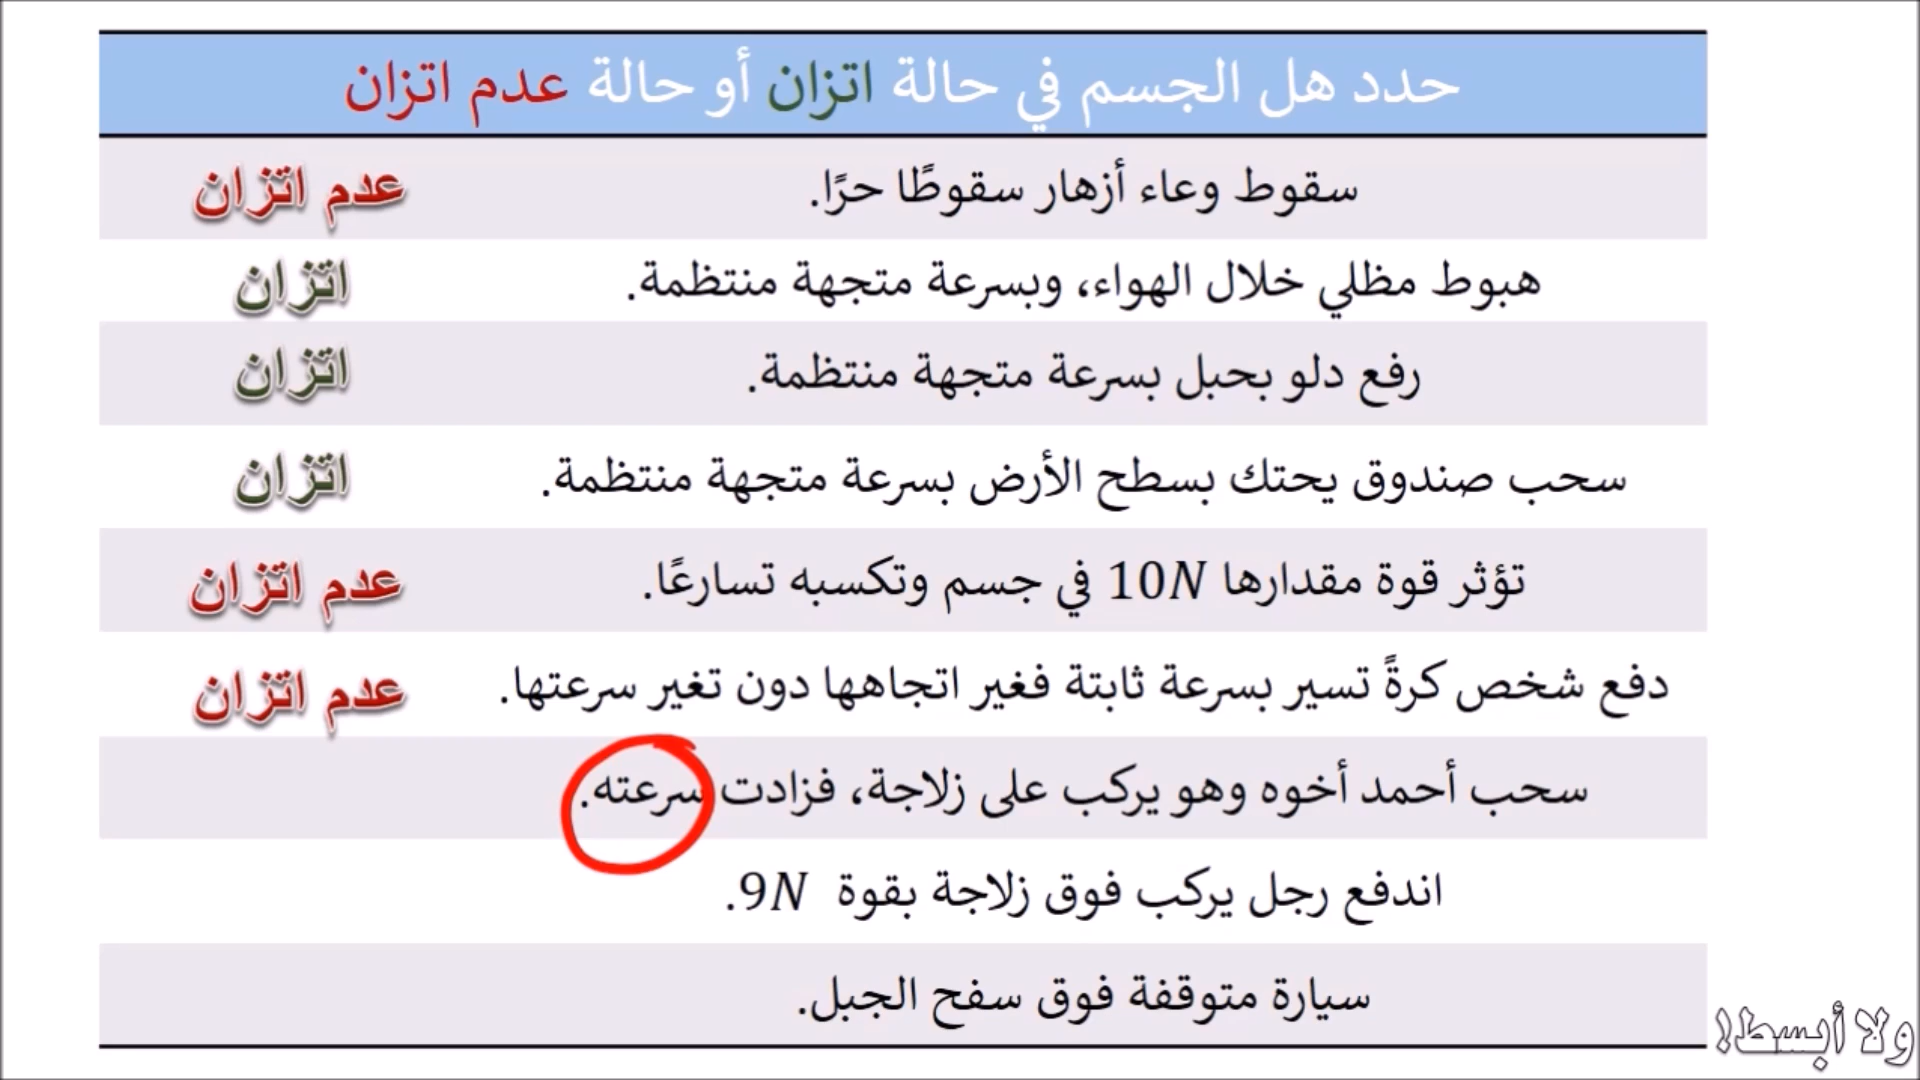 حدد هل الجسم في حالة اتزان أو حالة عدم اتزان
سقوط وعاء أزهار سقوطًا حرًا. عدم اتزان
هبوط مظلي خلال الهواء، وبسرعة متجهة منتظمة. اتزان
رفع دلو بحبل بسرعة متجهة منتظمة. اتزان
سحب صندوق يحتك بسطح الأرض بسرعة متجهة منتظمة. اتزان
تؤثر قوة مقدارها 10N في جسم وتكسبه تسارعًا. عدم اتزان
دفع شخص كرةً تسير بسرعة ثابتة فغير اتجاهها دون تغير سرعتها. عدم اتزان
سحب أحمد أخوه وهو يركب على زلاجة، فزادت سرعته.
اندفع رجل يركب فوق زلاجة بقوة 9N.
سيارة متوقفة فوق سفح الجبل.
ولا أبسط!